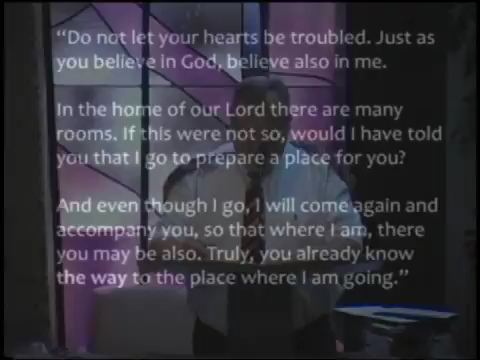 “Do not let your hearts be troubled. Just as
you believe in God, believe also in me.
In the home of our Lord there are many
rooms. If this were not so, would I have told
you that I go to prepare a place for you?
And even though I go, I will come again and
accompany you, so that where I am, there
you may be also. Truly, you already know
the way to the place where I am going.”